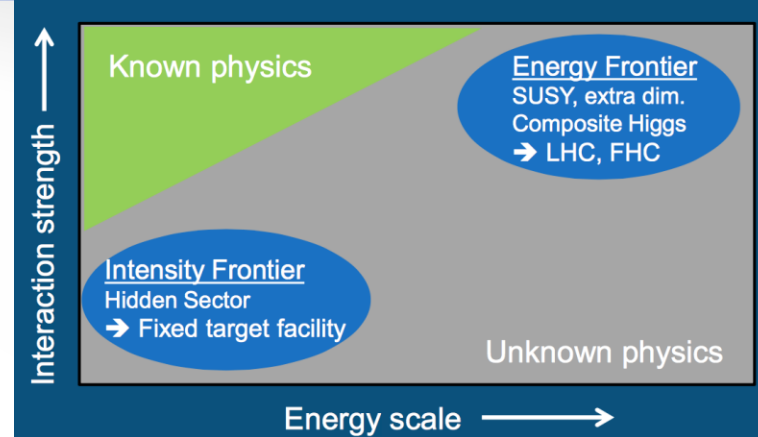 Known physics
Energy Frontier
SUSY, extra dim.
Composite Higgs
➔ LHC, FHC
Interaction strength
Intensity Frontier
Hidden Sector
➔ Fixed target facility
Unknown physics
Energy scale